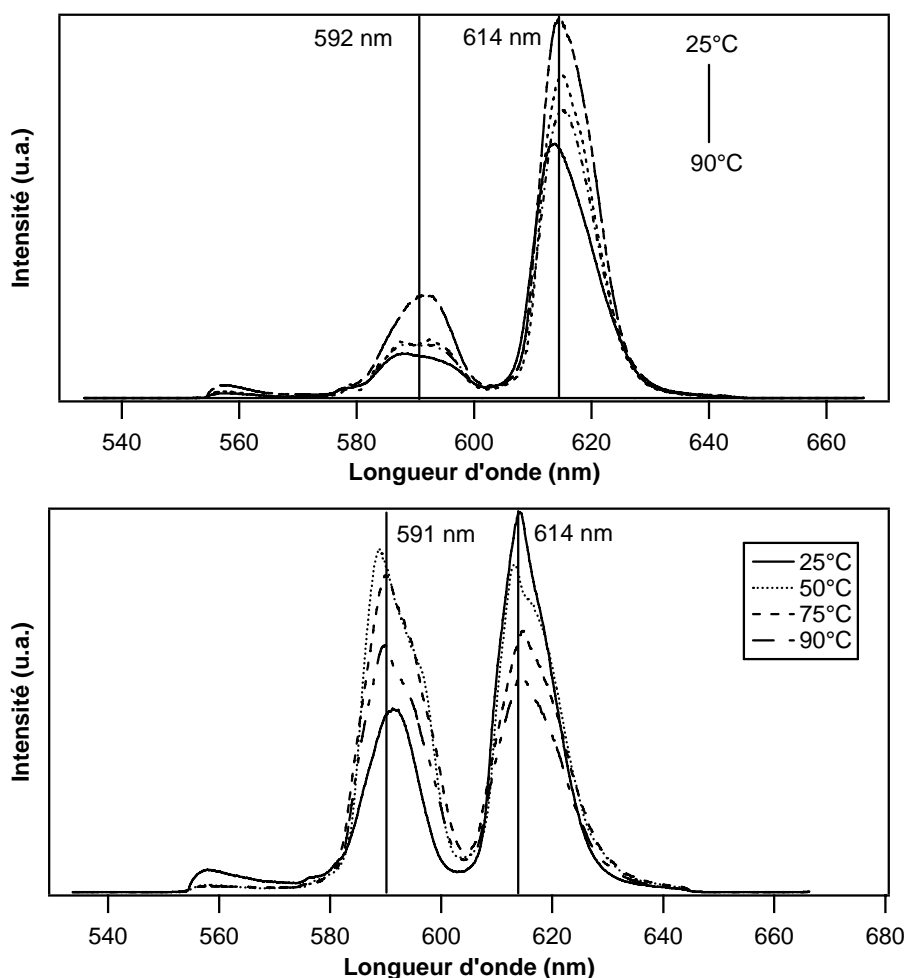 592 nm
614 nm
25°C
90°C
Intensité (u.a.)
540 560 580 600 620 640 660
Longueur d'onde (nm)
591 nm
614 nm
25°C
50°C
75°C
90°C
Intensité (u.a.)
540 560 580 600 620 640 660 680
Longueur d'onde (nm)